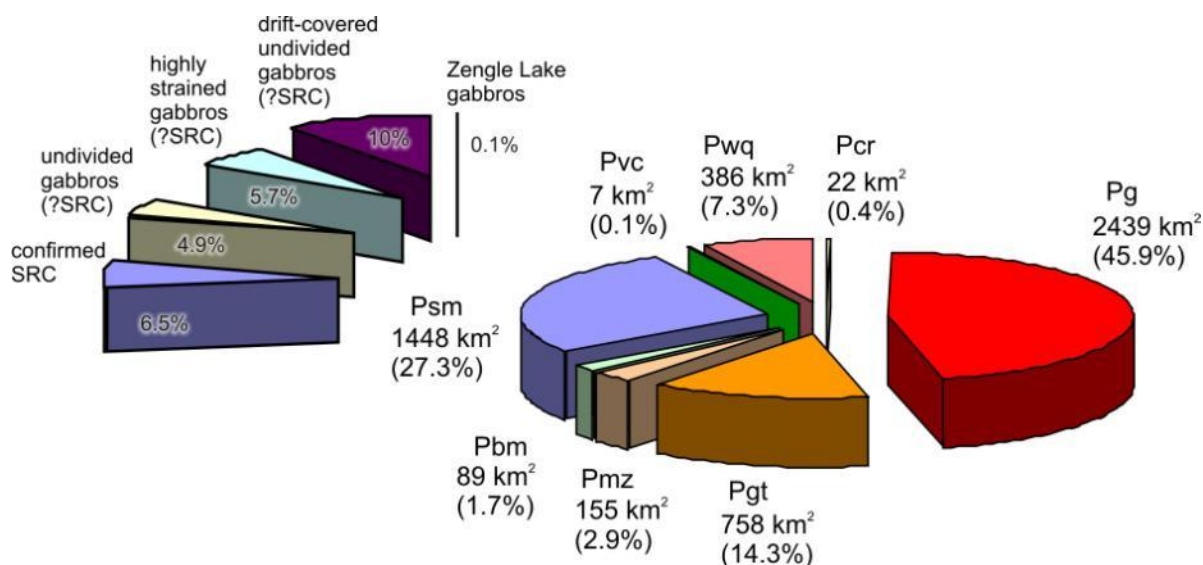 drift-covered
undivided
gabbros
(?SRC)
highly
strained
gabbros
(?SRC)
Zengle Lake
gabbros
10%
0.1%
undivided
gabbros
(?SRC)
5.7%
confirmed
SRC
4.9%
6.5%
Psm
1448 km²
(27.3%)
Pvc
7 km²
(0.1%)
Pwq
386 km²
(7.3%)
Pcr
22 km²
(0.4%)
Pg
2439 km²
(45.9%)
Pbm
89 km²
(1.7%)
Pmz
155 km²
(2.9%)
Pgt
758 km²
(14.3%)